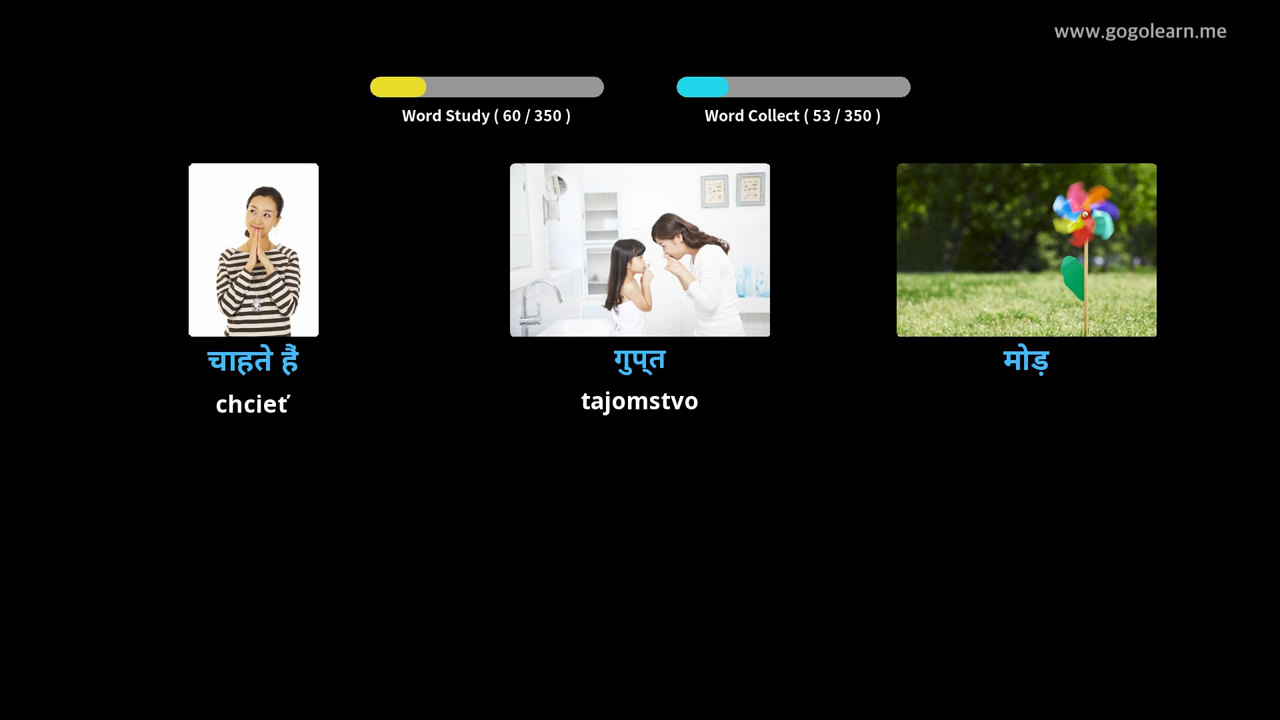 www.gogolearn.me
Word Study ( 60 / 350 )
Word Collect ( 53 / 350 )
चाहते हैं
chcieť
गुप्त
tajomstvo
मोड़